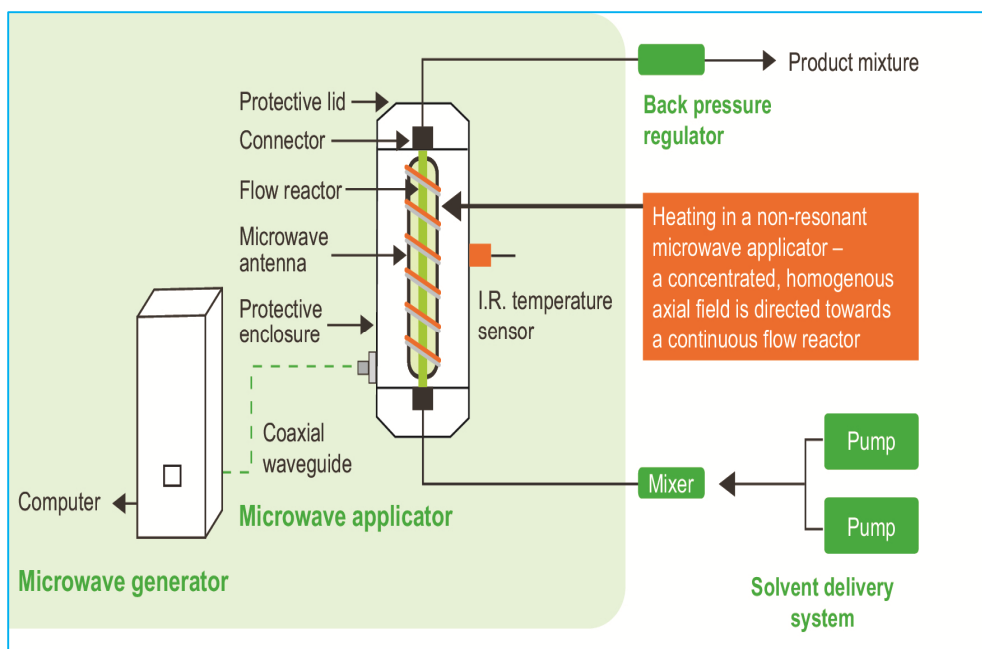 Protective lid
Connector
Flow reactor
Microwave
antenna
Protective
enclosure
Coaxial
waveguide
Computer
Microwave applicator
Microwave generator
I.R. temperature
sensor
Product mixture
Back pressure
regulator
Heating in a non-resonant
microwave applicator –
a concentrated, homogenous
axial field is directed towards
a continuous flow reactor
Mixer
Pump
Pump
Solvent delivery
system